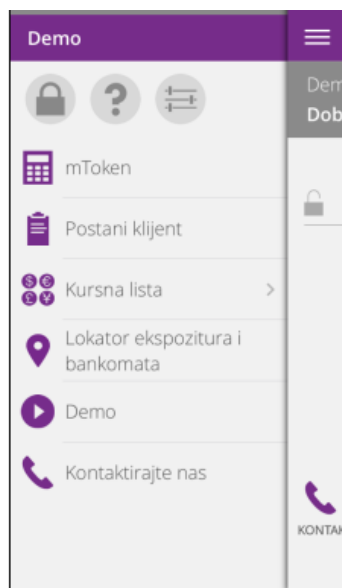 Demo
mToken
Postani klijent
Kursna lista
Lokator ekspozitura i
bankomata
Demo
Kontaktirajte nas